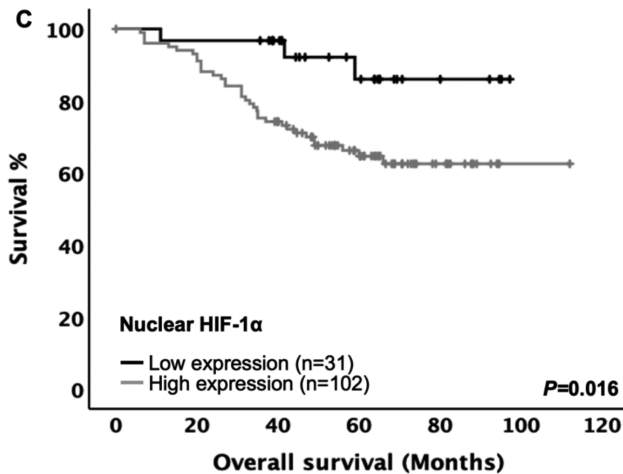 C
Survival %
100
80
60
40
20
0
Nuclear HIF-1α
Low expression (n=31)
High expression (n=102)
P=0.016
0 20 40 60 80 100 120
Overall survival (Months)